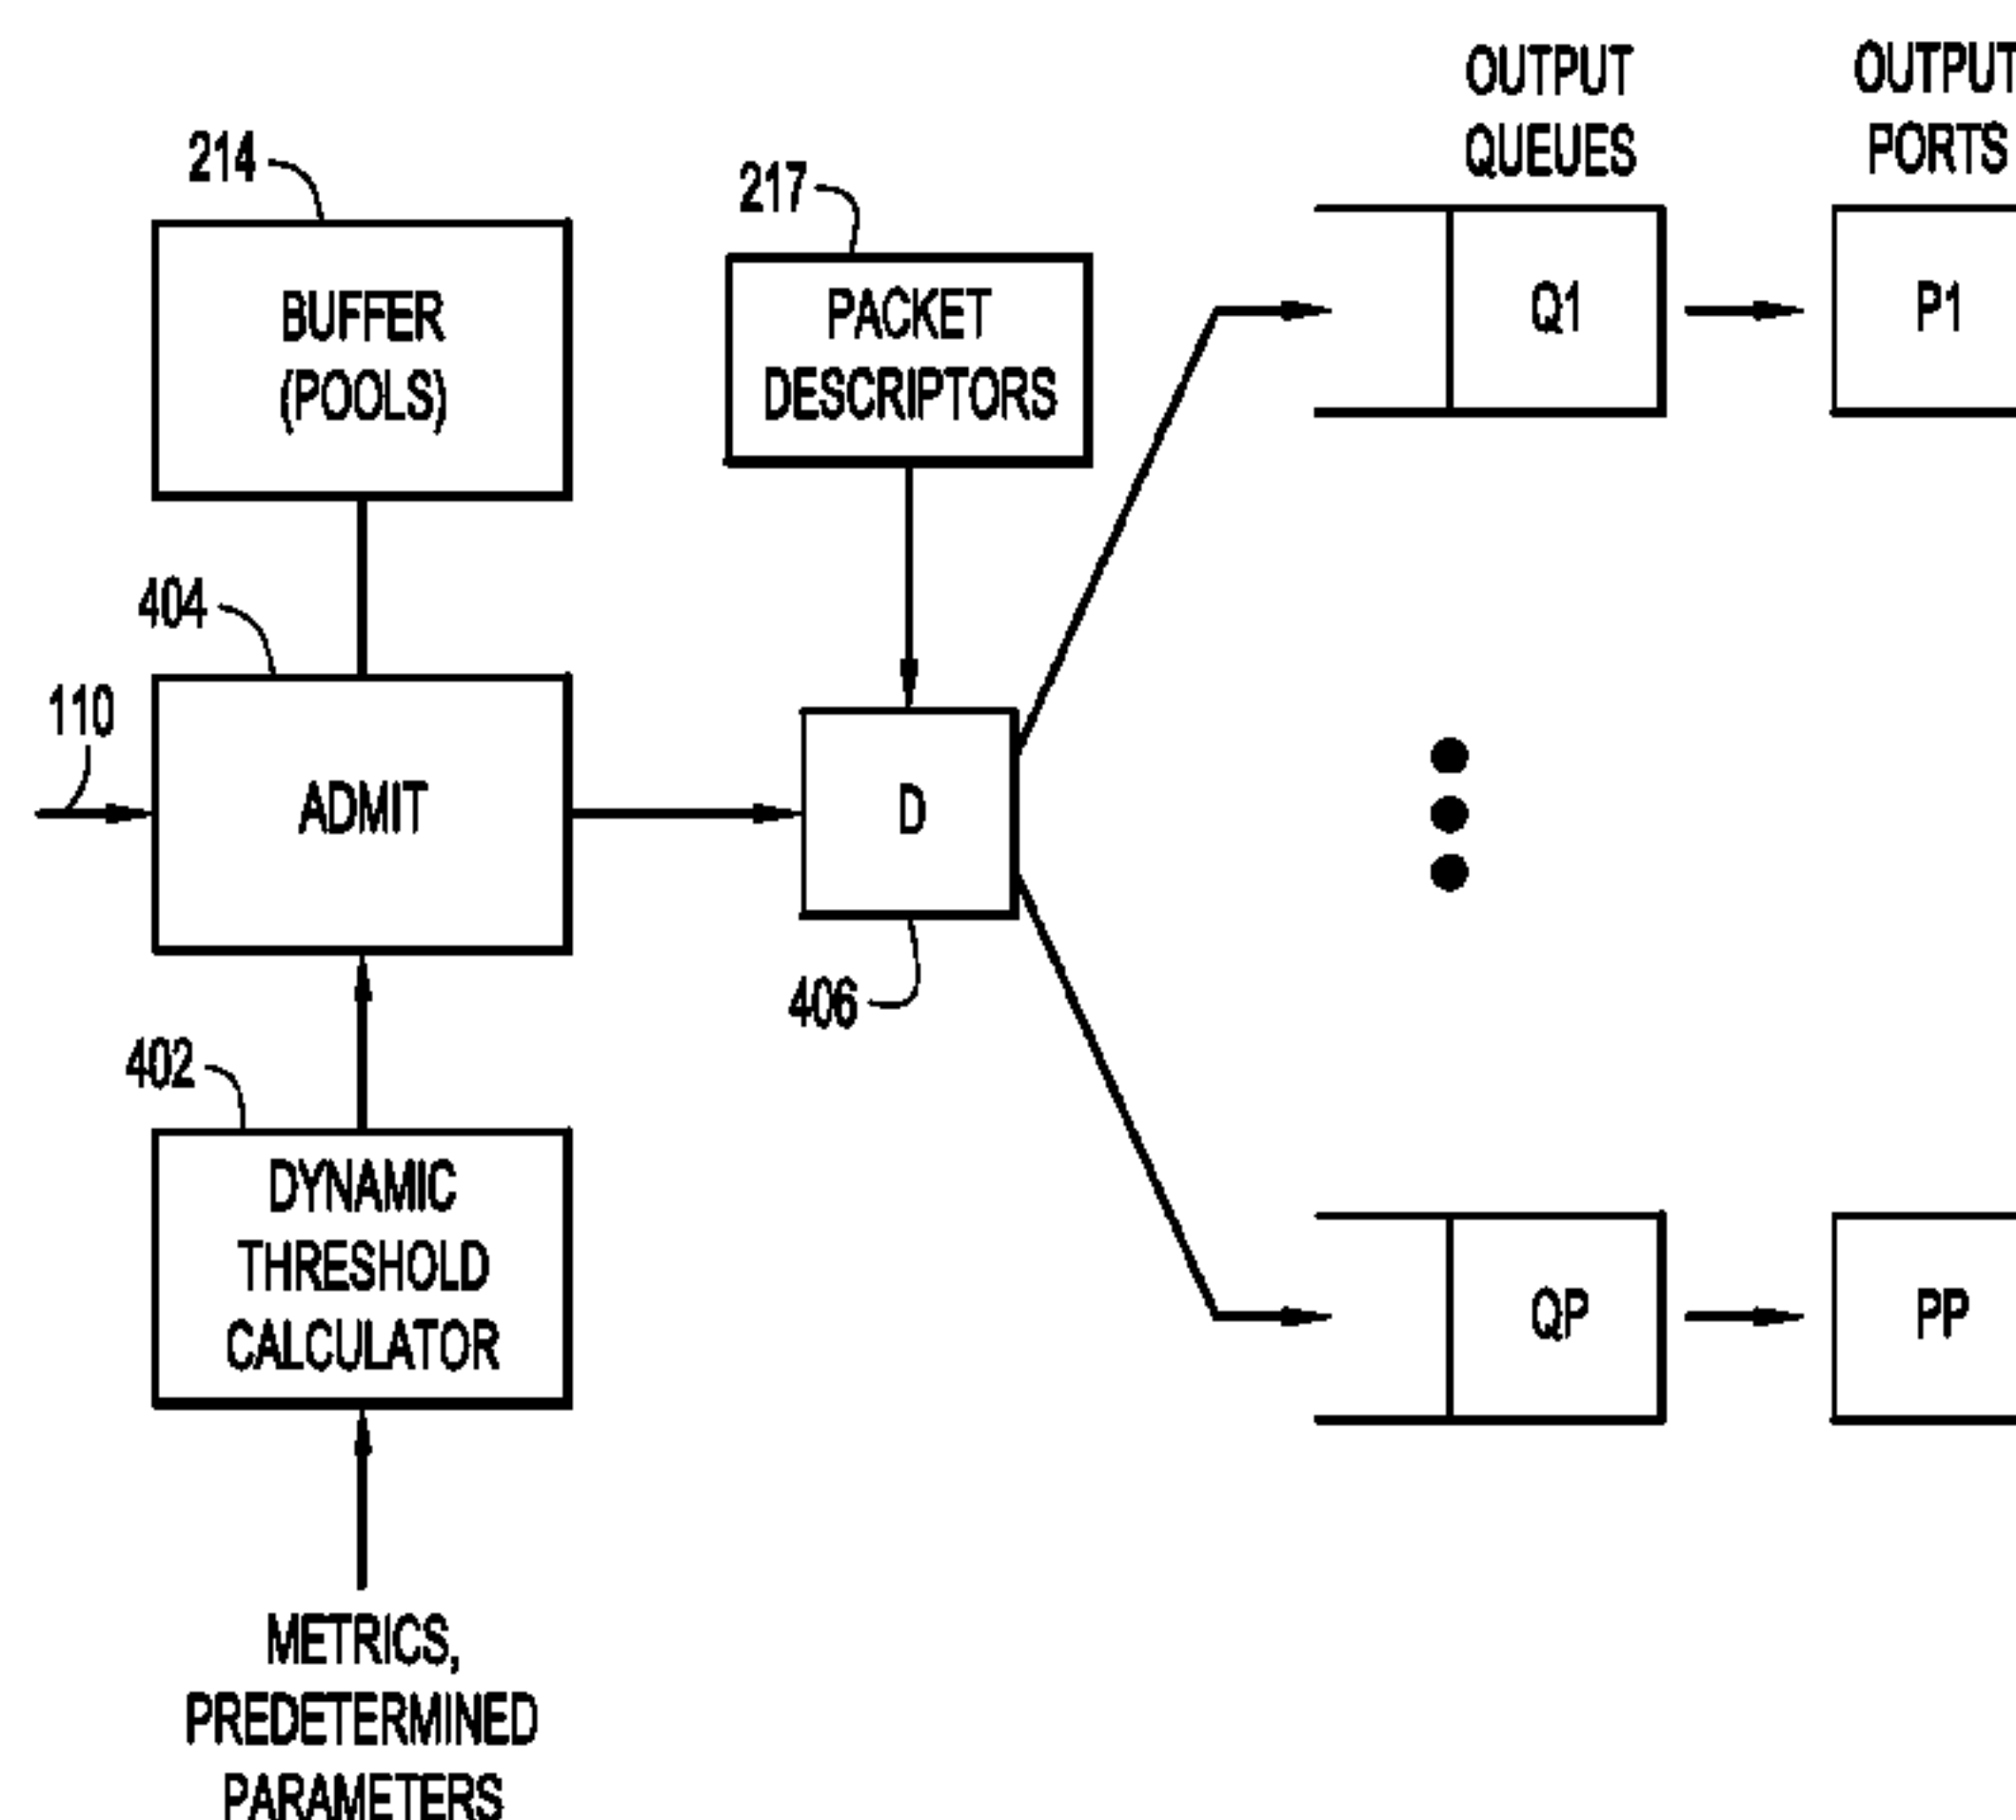 OUTPUT
QUEUES
OUTPUT
PORTS
214
BUFFER
(POOLS)
217
PACKET
DESCRIPTORS
Q1
P1
404
110
ADMIT
D
406
402
DYNAMIC
THRESHOLD
CALCULATOR
QP
PP
METRICS,
PREDETERMINED
PARAMETERS